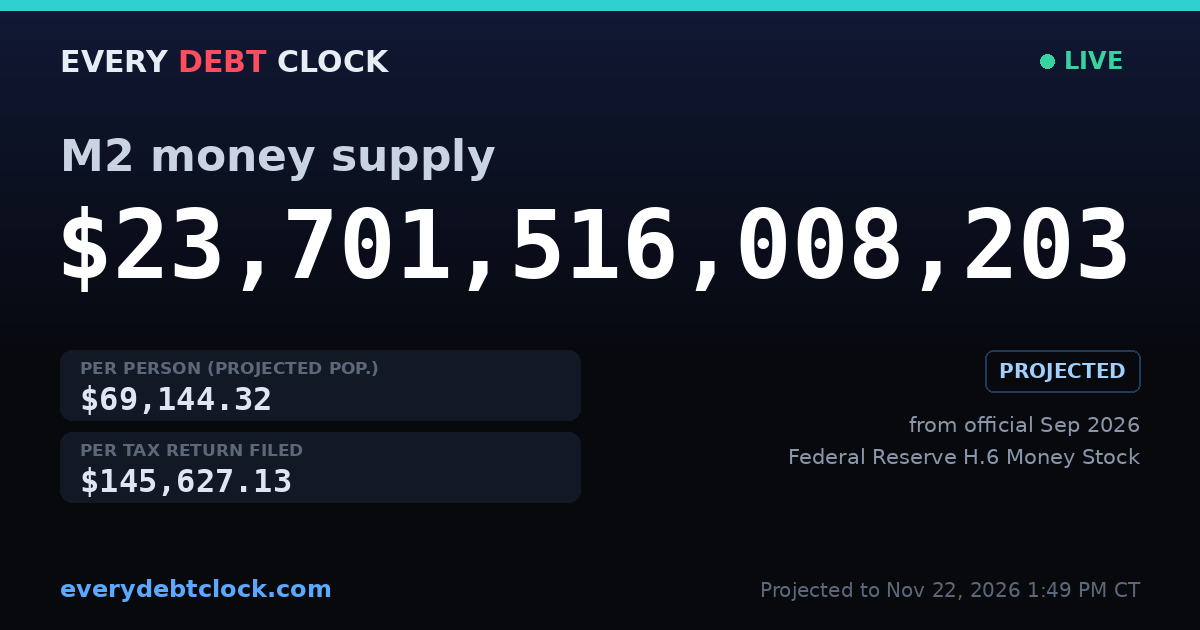 EVERY DEBT CLOCK
LIVE
M2 money supply
$23,701,516,008,203
PER PERSON (PROJECTED POP.)
$69,144.32
PER TAX RETURN FILED
$145,627.13
PROJECTED
from official Sep 2026
Federal Reserve H.6 Money Stock
everydebtclock.com
Projected to Nov 22, 2026 1:49 PM CT